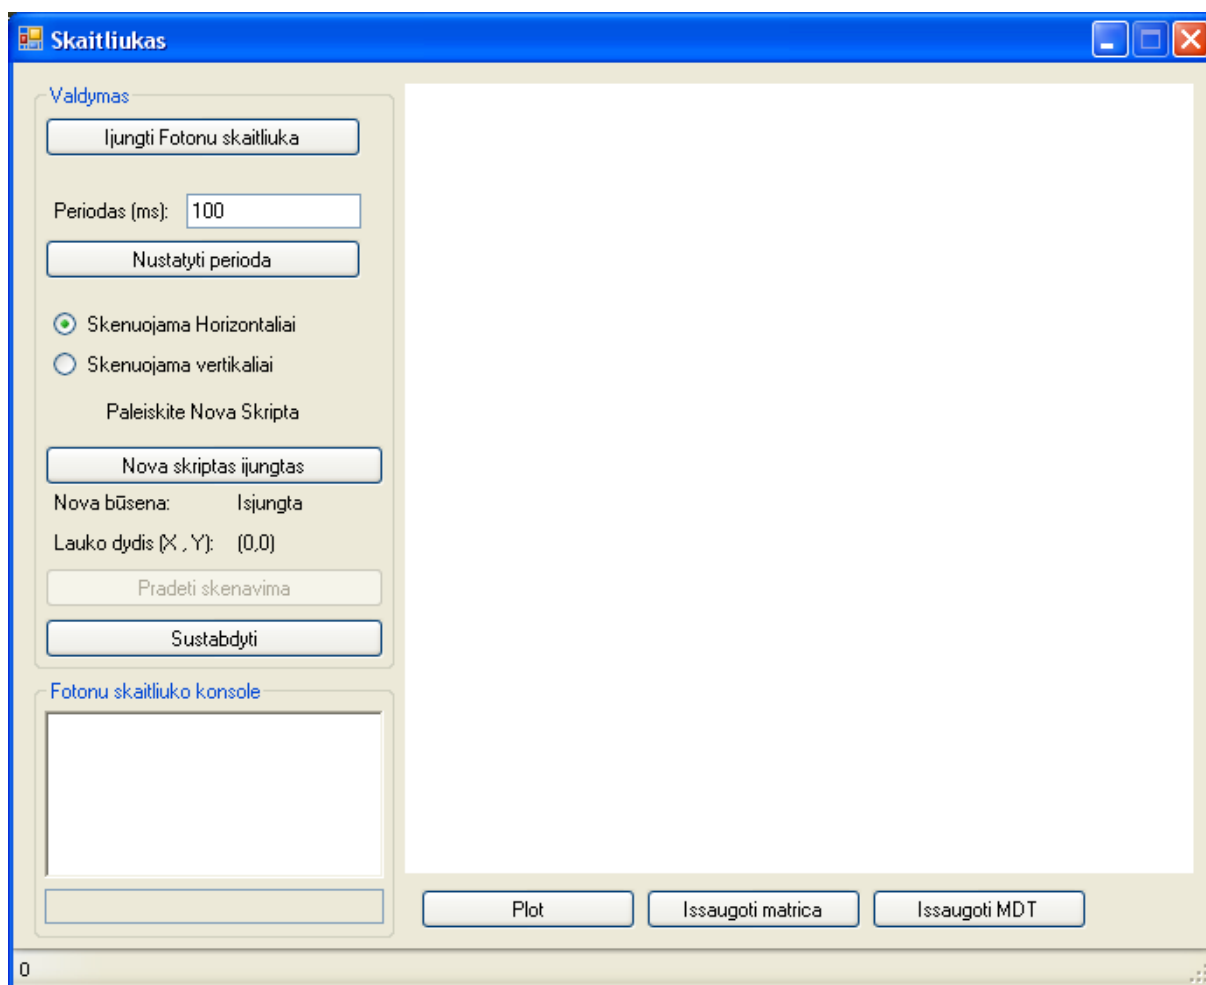 Skaitliukas
Valdymas
Ijungti Fotonu skaitliuka
Periodas (ms): 100
Nustatyti perioda
Skenuojama Horizontaliai
Skenuojama vertikaliai
Paleiskite Nova Skripta
Nova skriptas ijungtas
Nova būsena: Isjungta
Lauko dydis (X , Y): (0,0)
Pradeti skenavima
Sustabdyti
Fotonu skaitliuko konsole
Plot Issaugoti matrica Issaugoti MDT
0